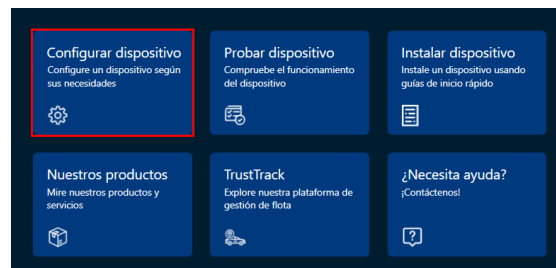 Configurar dispositivo
Configure un dispositivo según
sus necesidades
Probar dispositivo
Compruebe el funcionamiento
del dispositivo
Instalar dispositivo
Instale un dispositivo usando
guías de inicio rápido
Nuestros productos
Mire nuestros productos y
servicios
TrustTrack
Explore nuestra plataforma de
gestión de flota
¿Necesita ayuda?
¡Contáctenos!